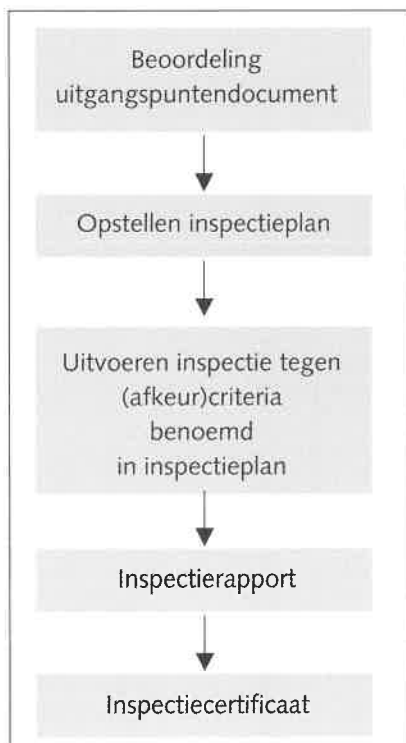 Beoordeling
uitgangspuntendocument
Opstellen inspectieplan
Uitvoeren inspectie tegen
(afkeur)criteria
benoemd
in inspectieplan
Inspectierapport
Inspectiecertificaat